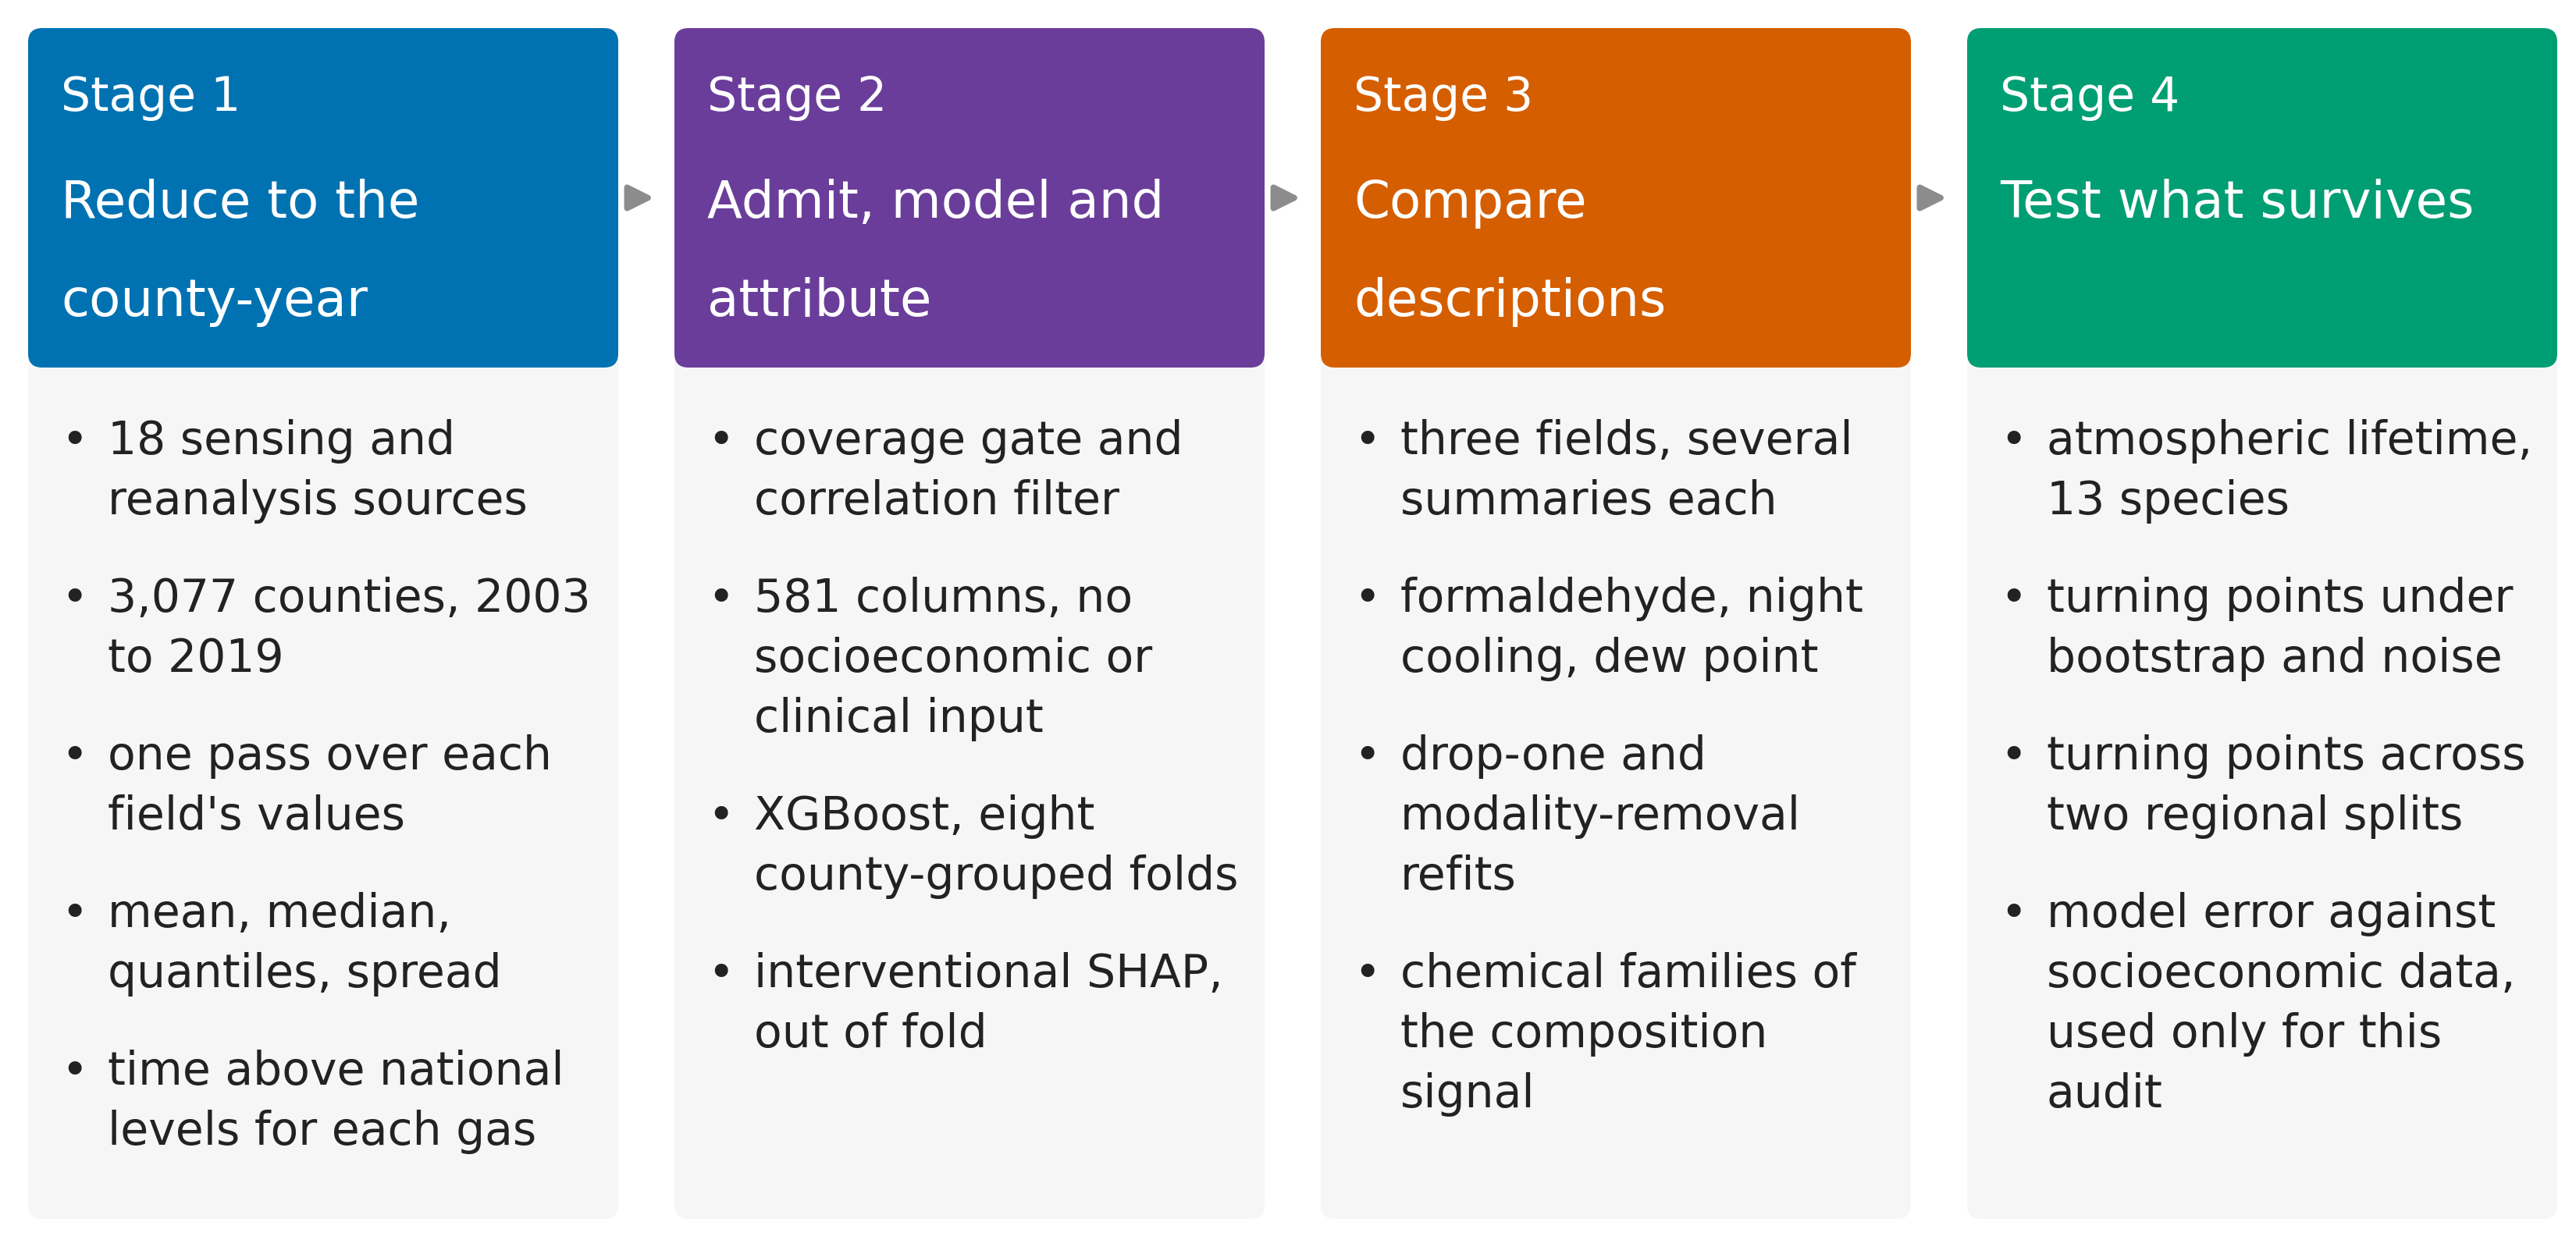 Stage 1
Reduce to the
county-year
• 18 sensing and
reanalysis sources
• 3,077 counties, 2003
to 2019
• one pass over each
field's values
• mean, median,
quantiles, spread
• time above national
levels for each gas
Stage 2
Admit, model and
attribute
• coverage gate and
correlation filter
• 581 columns, no
socioeconomic or
clinical input
• XGBoost, eight
county-grouped folds
• interventional SHAP,
out of fold
Stage 3
Compare
descriptions
• three fields, several
summaries each
• formaldehyde, night
cooling, dew point
• drop-one and
modality-removal
refits
• chemical families of
the composition
signal
Stage 4
Test what survives
• atmospheric lifetime,
13 species
• turning points under
bootstrap and noise
• turning points across
two regional splits
• model error against
socioeconomic data,
used only for this
audit